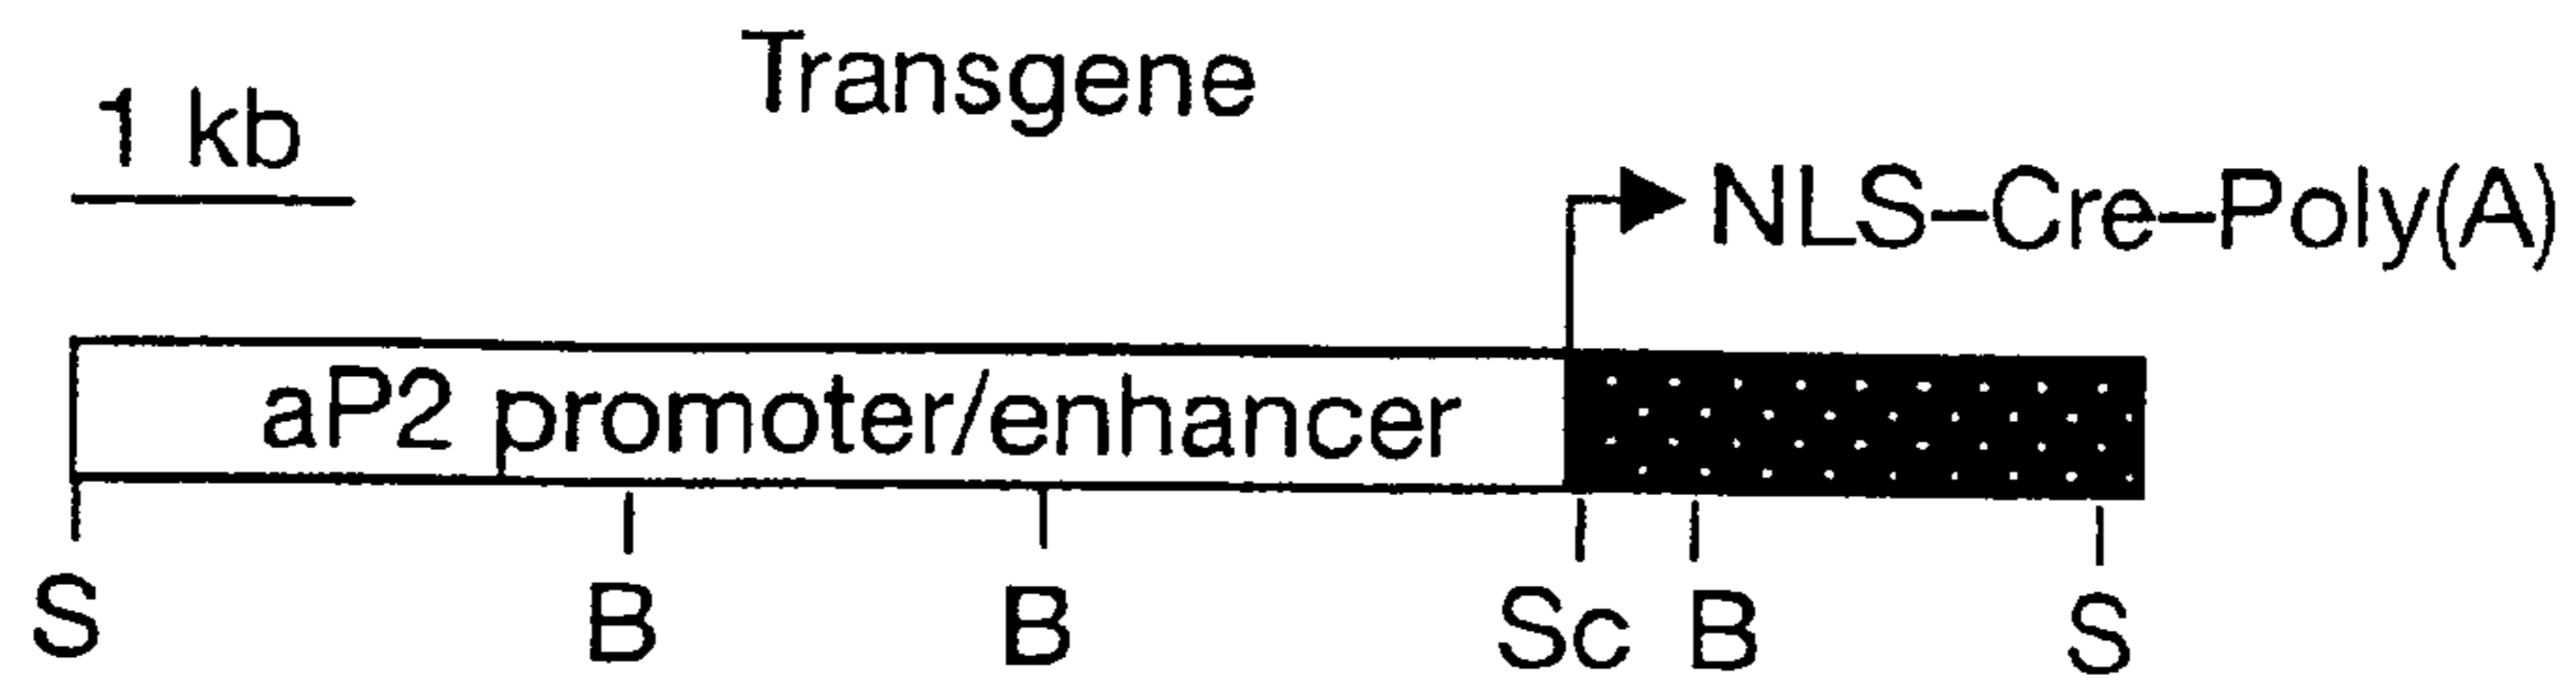 Transgene
1 kb
NLS–Cre–Poly(A)
aP2 promoter/enhancer
S B B Sc B S